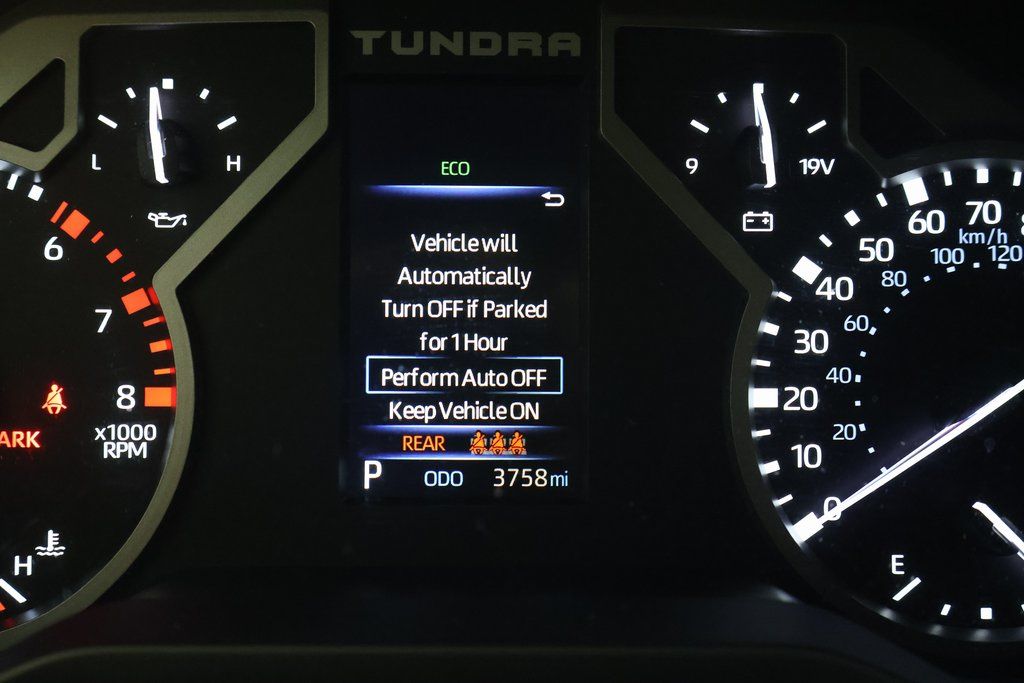 TUNDRA
L H
9 19V
ECO
Vehicle will
Automatically
Turn OFF if Parked
for 1 Hour
Perform Auto OFF
Keep Vehicle ON
REAR
P ODO 3758 mi
6
7
8
x1000
RPM
ARK
H
70
60
50
40
30
20
10
0
km/h
120
100
80
60
40
20
E